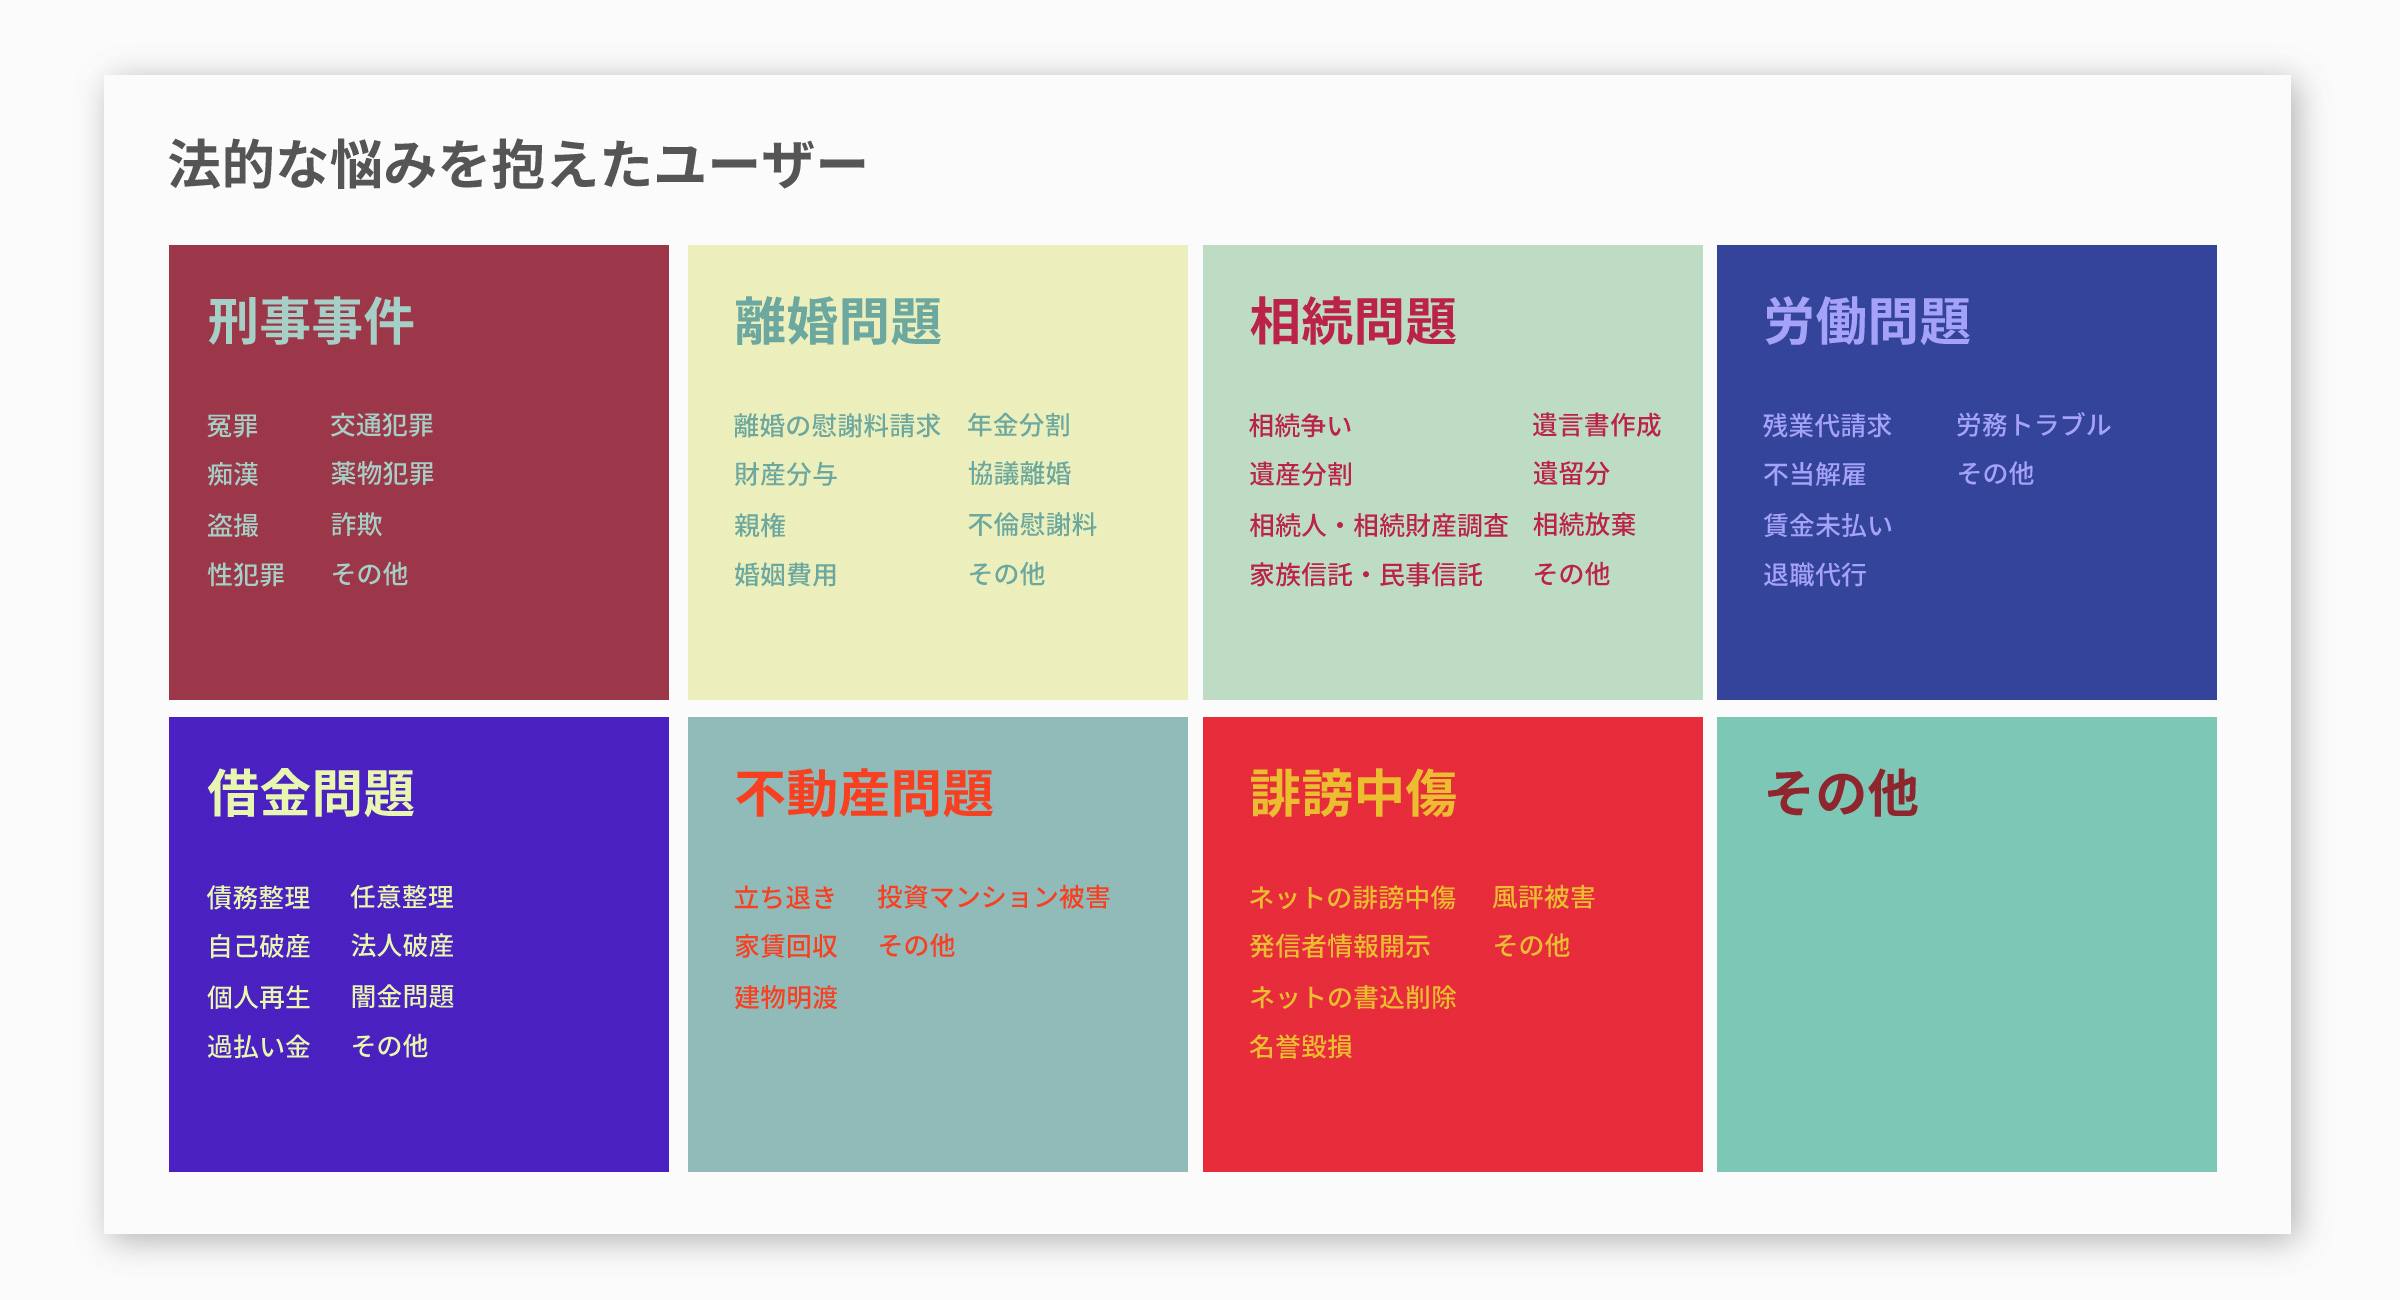 法的な悩みを抱えたユーザー
刑事事件
冤罪 交通犯罪
痴漢 薬物犯罪
盗撮 詐欺
性犯罪 その他
離婚問題
離婚の慰謝料請求 年金分割
財産分与 協議離婚
親権 不倫慰謝料
婚姻費用 その他
相続問題
相続争い 遺言書作成
遺産分割 遺留分
相続人・相続財産調査 相続放棄
家族信託・民事信託 その他
労働問題
残業代請求 労務トラブル
不当解雇 その他
賃金未払い
退職代行
借金問題
債務整理 任意整理
自己破産 法人破産
個人再生 闇金問題
過払い金 その他
不動産問題
立ち退き 投資マンション被害
家賃回収 その他
建物明渡
誹謗中傷
ネットの誹謗中傷 風評被害
発信者情報開示 その他
ネットの書込削除
名誉毀損
その他